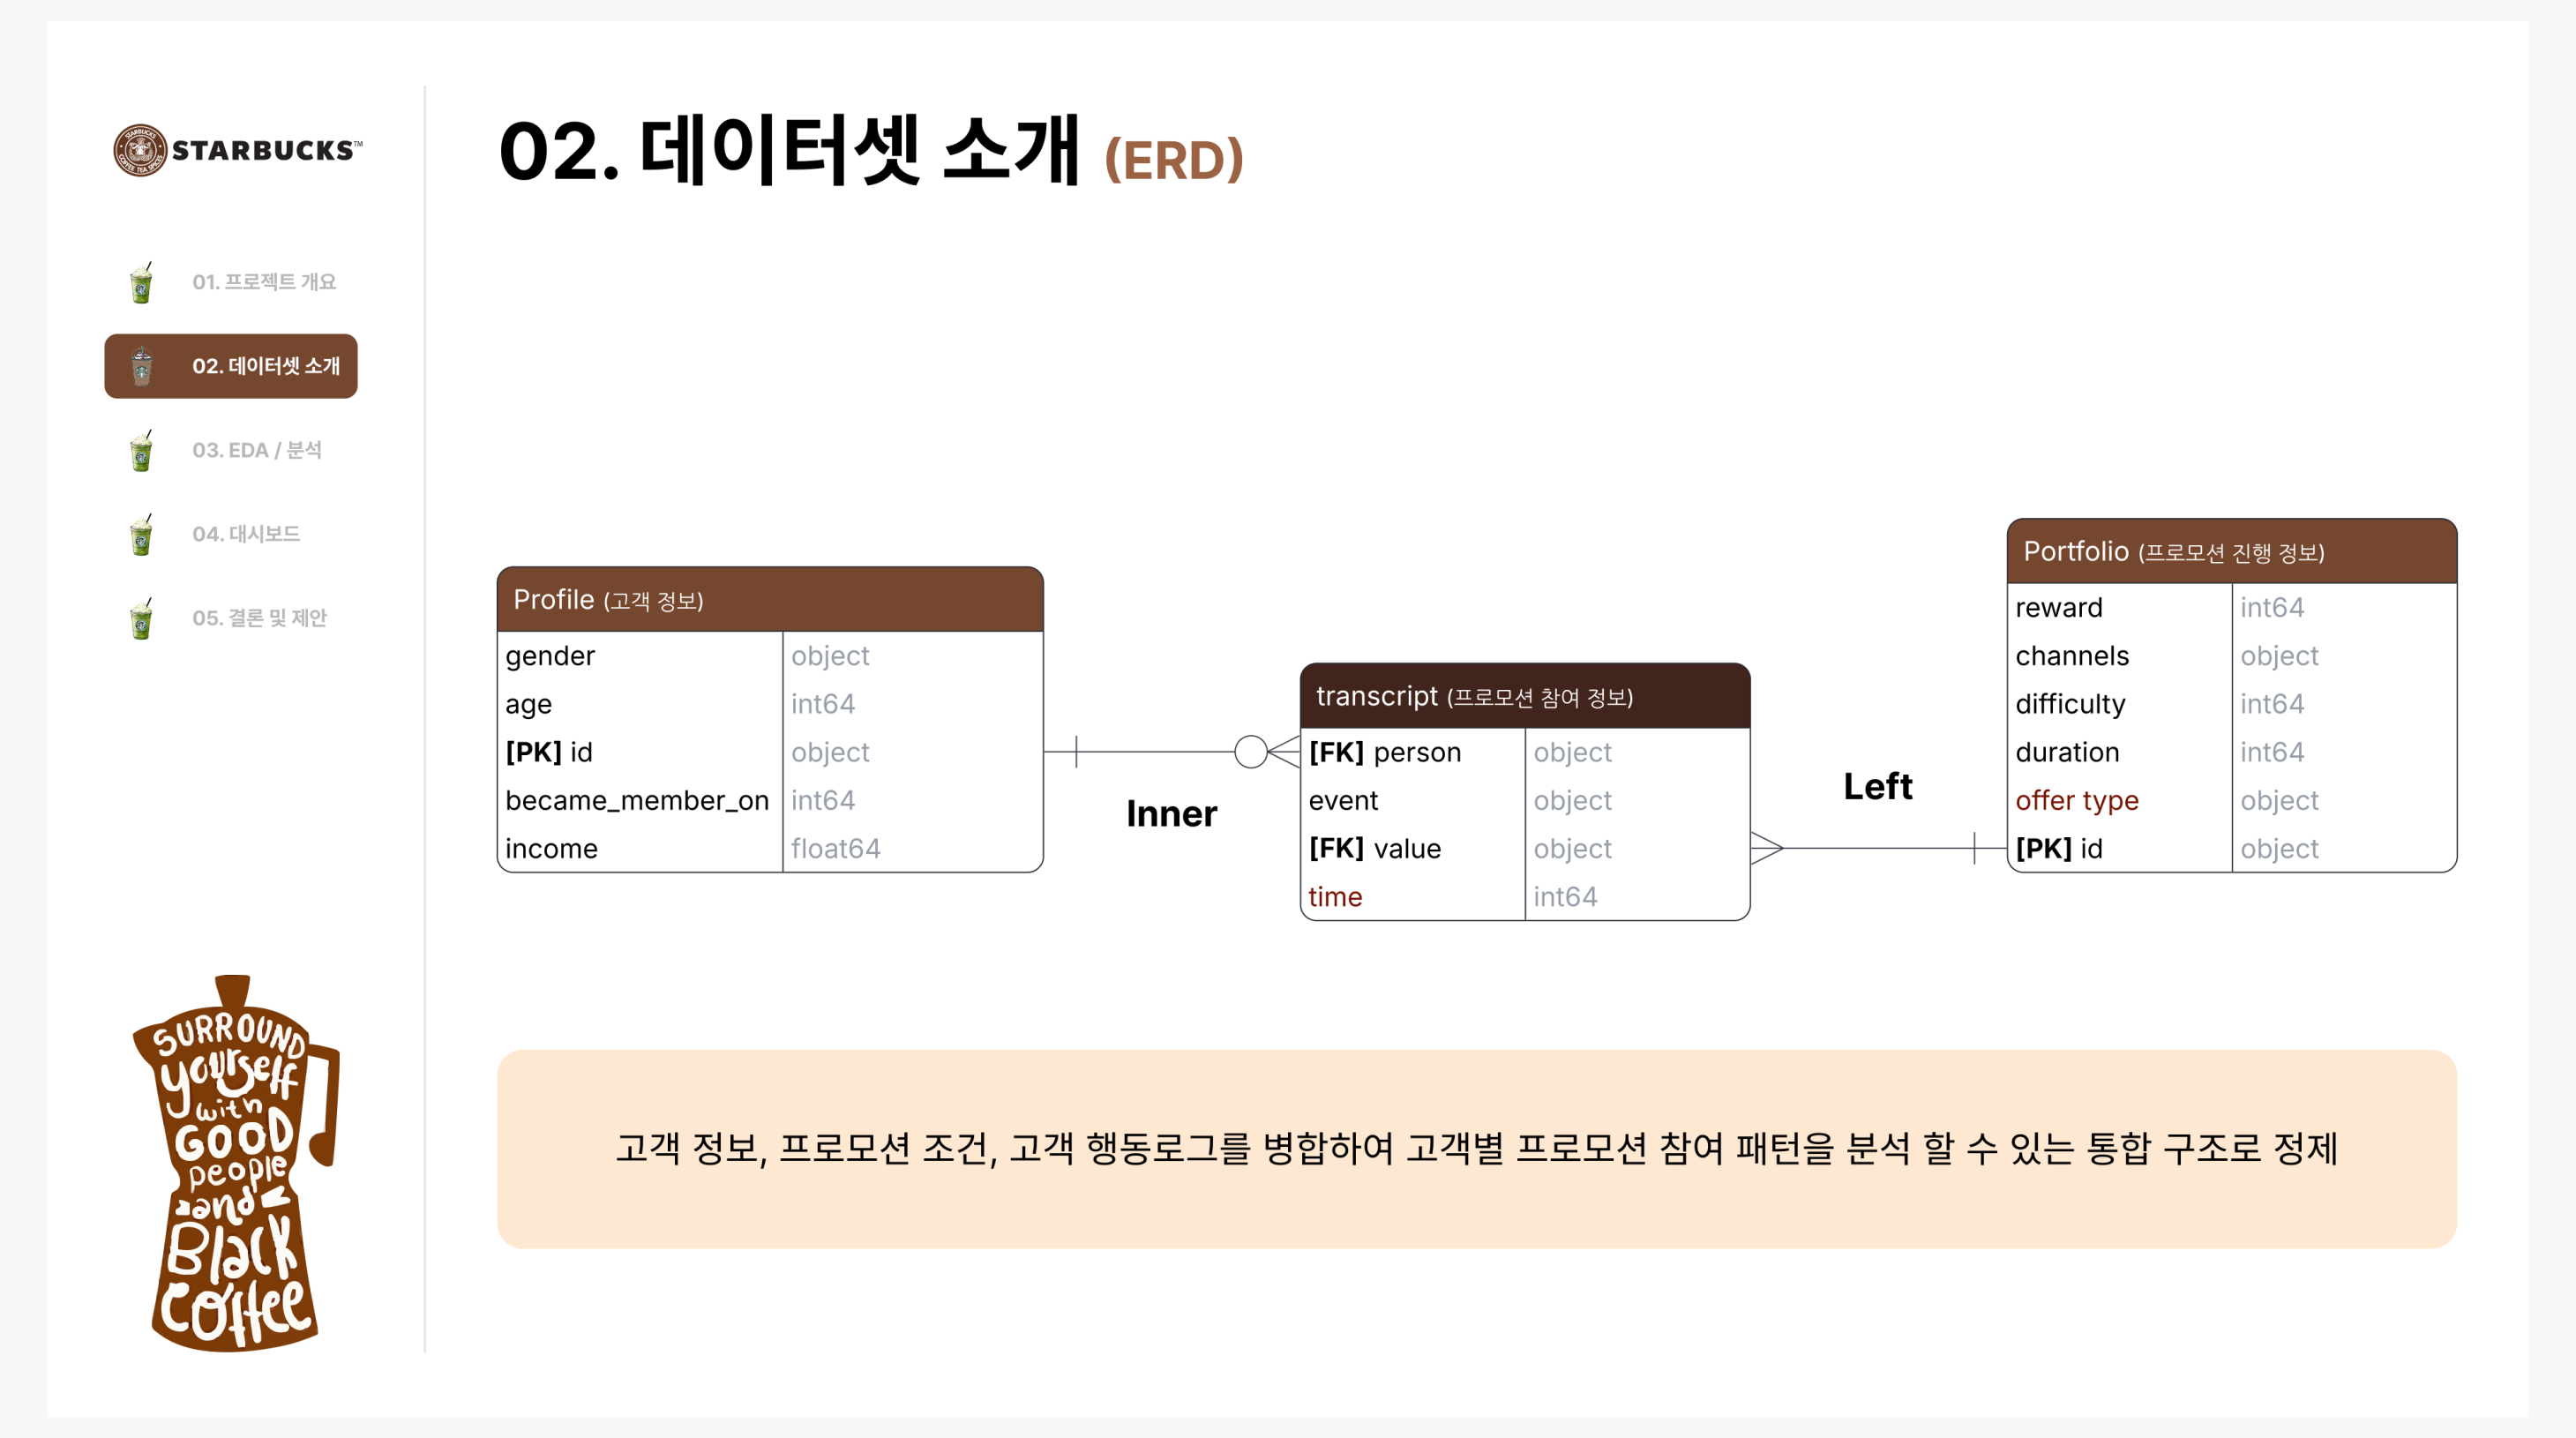 STARBUCKS
COFFEE TEA SPICES
STARBUCKS™
01. 프로젝트 개요
02. 데이터셋 소개
03. EDA / 분석
04. 대시보드
05. 결론 및 제안
SURROUND
yourself
with
GOOD
people
and
Black
Coffee
02. 데이터셋 소개 (ERD)
Profile (고객 정보)
gender object
age int64
[PK] id object
became_member_on int64
income float64
Inner
transcript (프로모션 참여 정보)
[FK] person object
event object
[FK] value object
time int64
Left
Portfolio (프로모션 진행 정보)
reward int64
channels object
difficulty int64
duration int64
offer type object
[PK] id object
고객 정보, 프로모션 조건, 고객 행동로그를 병합하여 고객별 프로모션 참여 패턴을 분석 할 수 있는 통합 구조로 정제